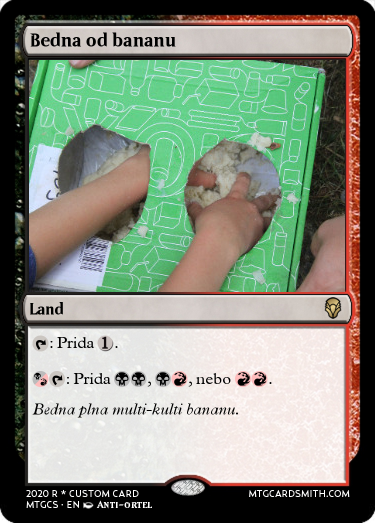 Bedna od bananu
Land
: Prida 1.
: Prida , , nebo .
Bedna plna multi-kulti bananu.
2020 R * CUSTOM CARD
MTGCS · EN ANTI-ORTEL
MTGCARDSMITH.COM